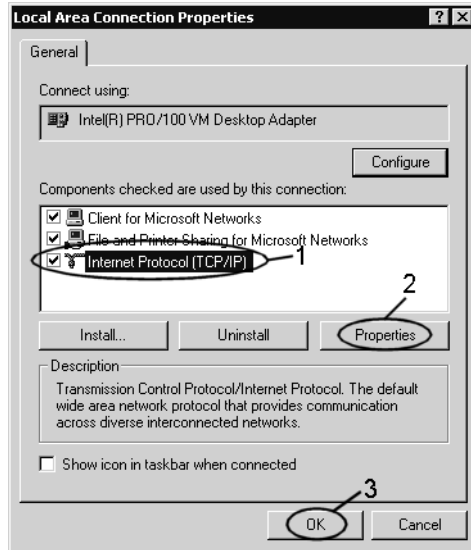 Local Area Connection Properties
General
Connect using:
Intel(R) PRO/100 VM Desktop Adapter
Configure
Components checked are used by this connection:
Client for Microsoft Networks
File and Printer Sharing for Microsoft Networks
Internet Protocol (TCP/IP)
1
2
Install...
Uninstall
Properties
Description
Transmission Control Protocol/Internet Protocol. The default
wide area network protocol that provides communication
across diverse interconnected networks.
Show icon in taskbar when connected
3
OK
Cancel